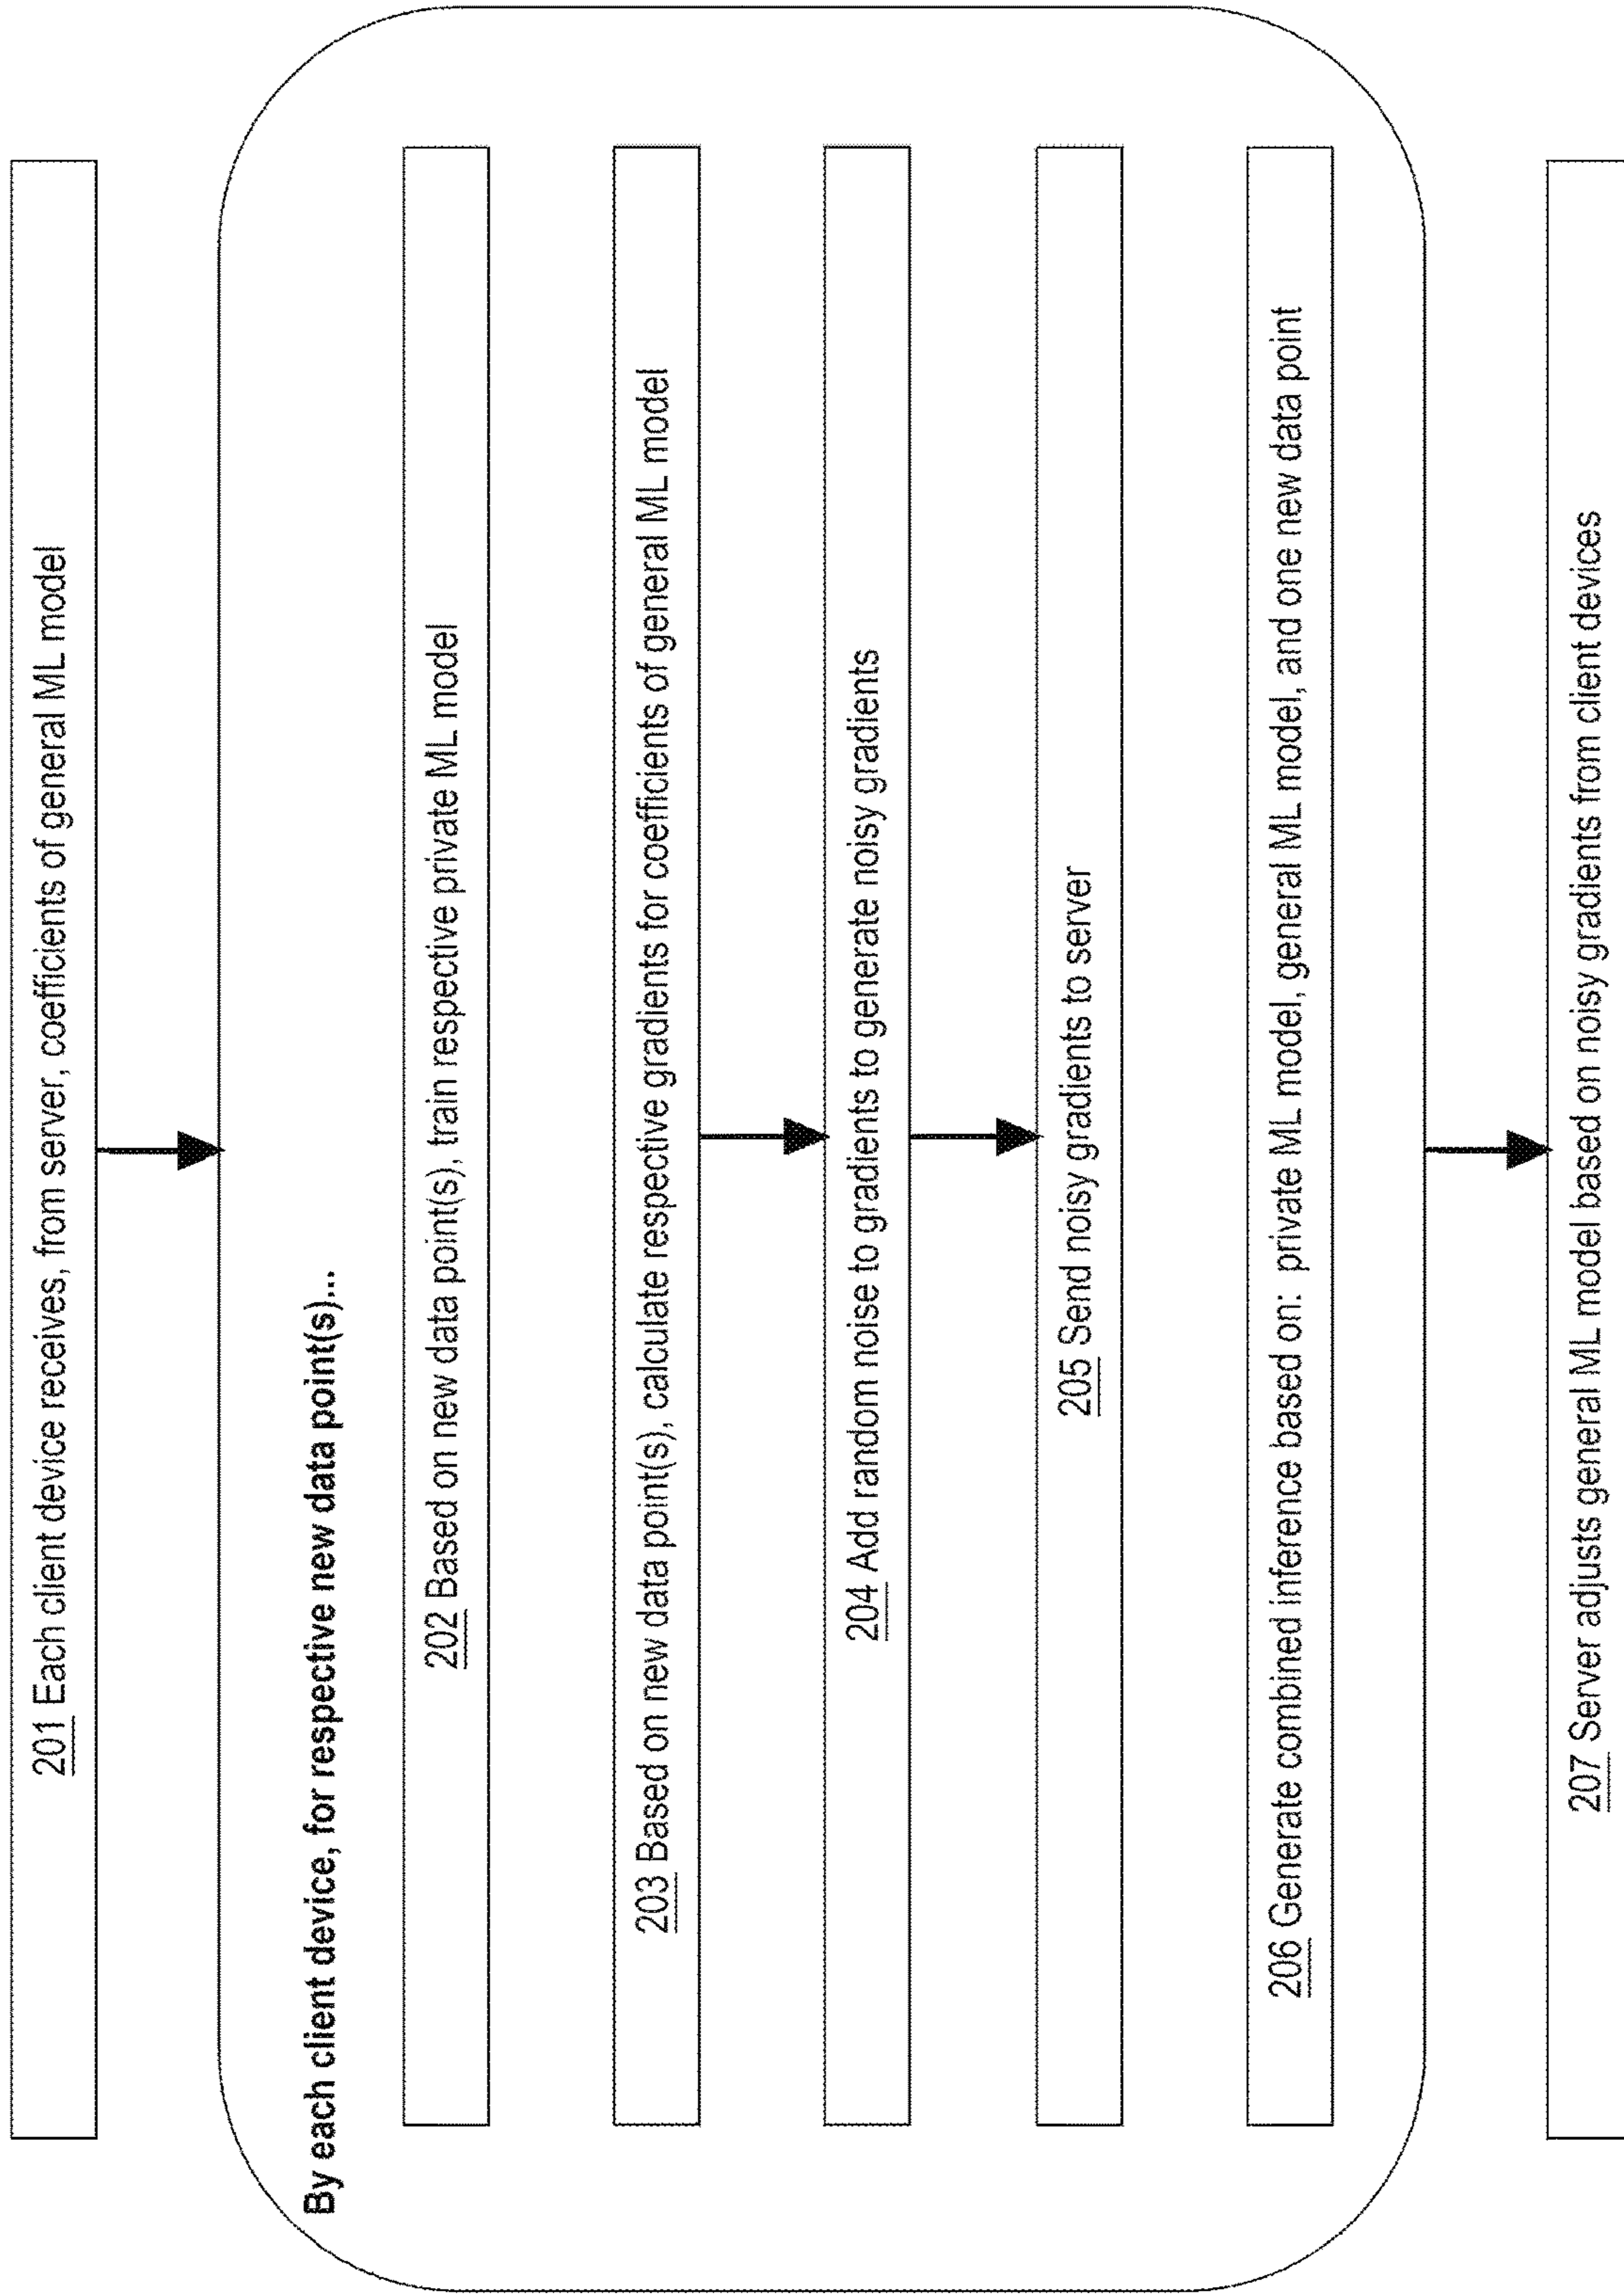 201 Each client device receives, from server, coefficients of general ML model
By each client device, for respective new data point(s)...
202 Based on new data point(s), train respective private ML model
203 Based on new data point(s), calculate respective gradients for coefficients of general ML model
204 Add random noise to gradients to generate noisy gradients
205 Send noisy gradients to server
206 Generate combined inference based on: private ML model, general ML model, and one new data point
207 Server adjusts general ML model based on noisy gradients from client devices